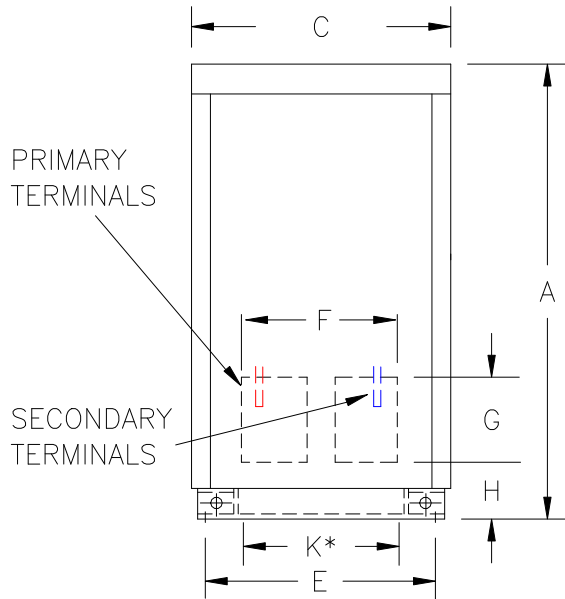 C
PRIMARY
TERMINALS
A
F
SECONDARY
TERMINALS
G
H
K*
E